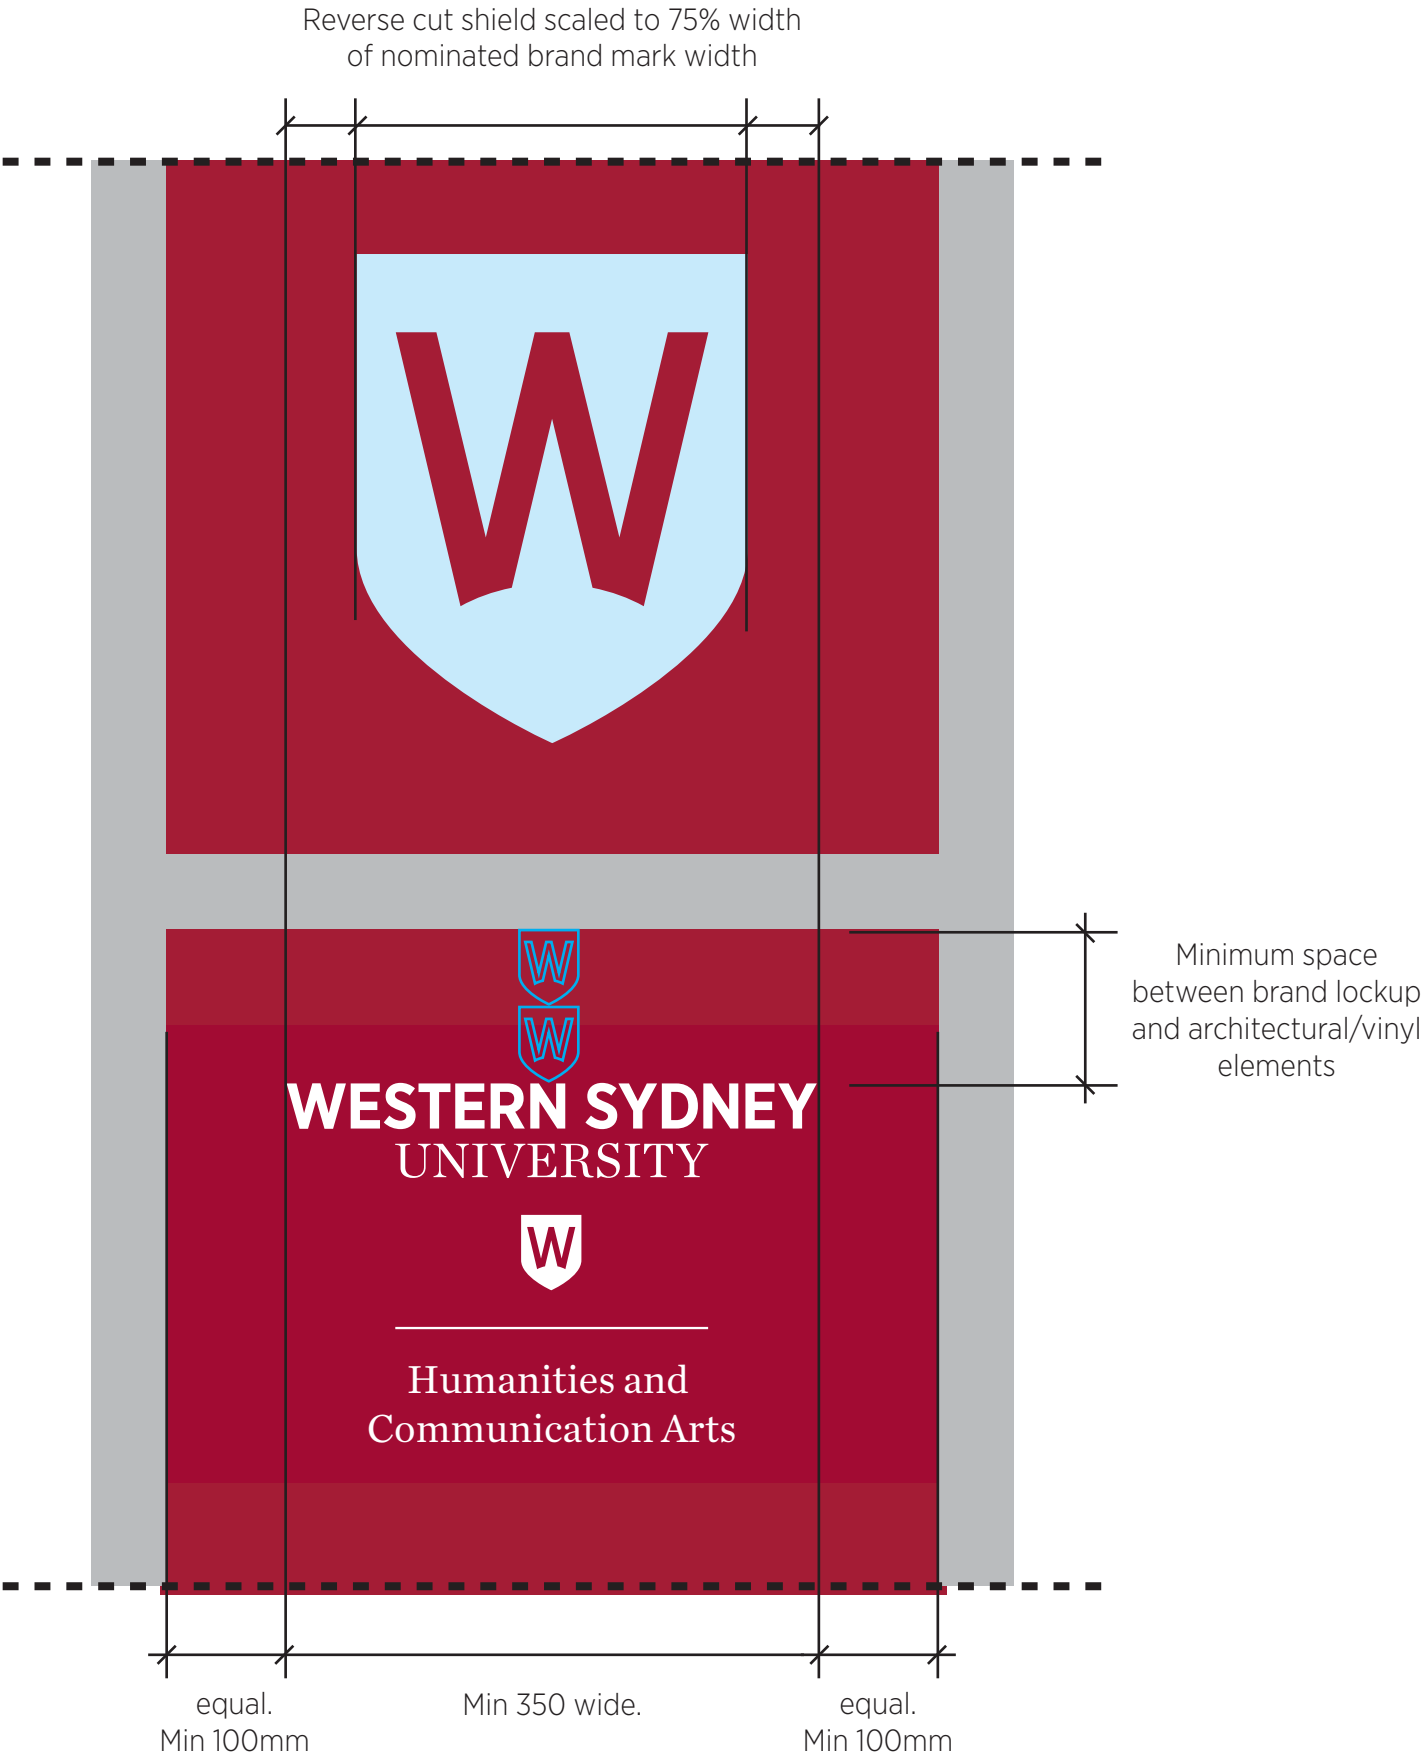 Reverse cut shield scaled to 75% width
of nominated brand mark width
W
W
W
Minimum space
between brand lockup
and architectural/vinyl
elements
WESTERN SYDNEY
UNIVERSITY
W
Humanities and
Communication Arts
equal.
Min 100mm
Min 350 wide.
equal.
Min 100mm